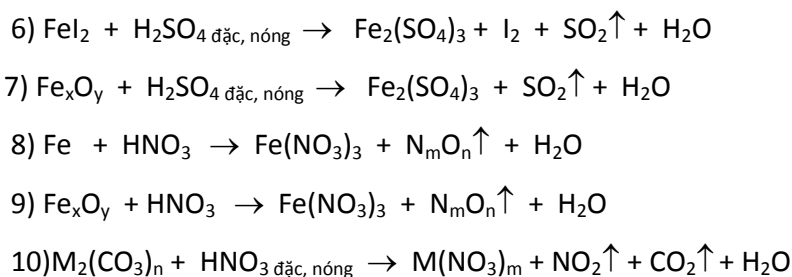 6) FeI₂ + H₂SO₄ đặc, nóng → Fe₂(SO₄)₃ + I₂ + SO₂↑ + H₂O
7) FeₓOᵧ + H₂SO₄ đặc, nóng → Fe₂(SO₄)₃ + SO₂↑ + H₂O
8) Fe + HNO₃ → Fe(NO₃)₃ + NₘOₙ↑ + H₂O
9) FeₓOᵧ + HNO₃ → Fe(NO₃)₃ + NₘOₙ↑ + H₂O
10)M₂(CO₃)ₙ + HNO₃ đặc, nóng → M(NO₃)ₘ + NO₂↑ + CO₂↑ + H₂O